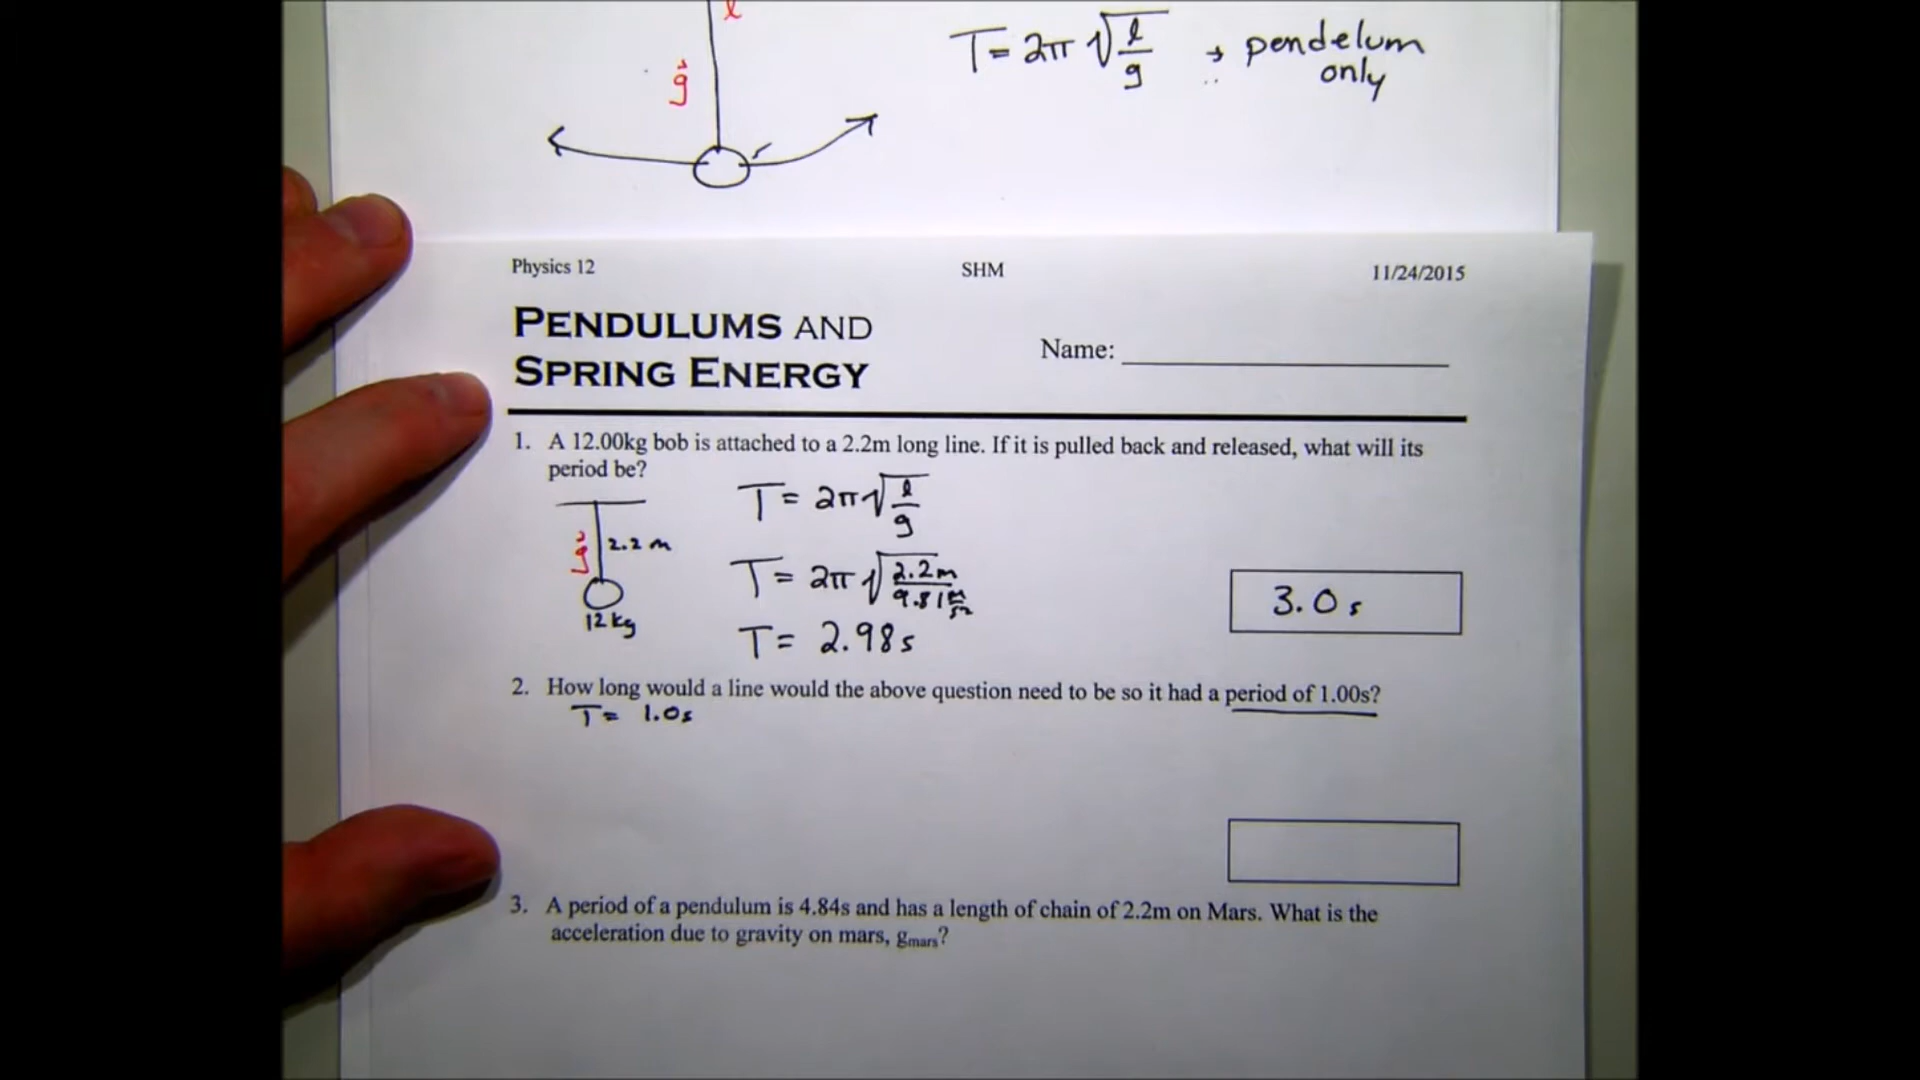 l
T= 2π √l/g → pendelum
only
g
Physics 12 SHM 11/24/2015
PENDULUMS AND
SPRING ENERGY
Name:
1. A 12.00kg bob is attached to a 2.2m long line. If it is pulled back and released, what will its
period be?
T= 2π√l/g
g 2.2 m
T= 2π √2.2m/9.81m/s²
12 kg
T= 2.98s
3.0 s
2. How long would a line would the above question need to be so it had a period of 1.00s?
T= 1.0s
3. A period of a pendulum is 4.84s and has a length of chain of 2.2m on Mars. What is the
acceleration due to gravity on mars, gmars?